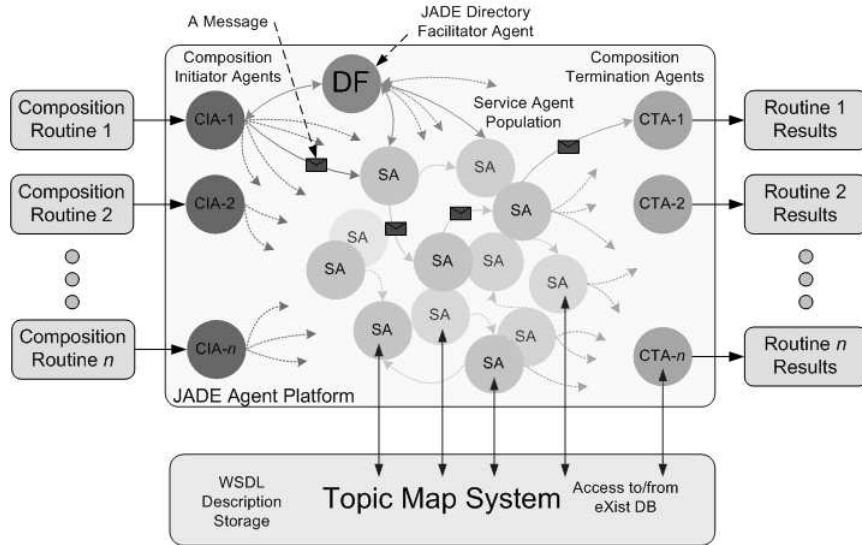 A Message
JADE Directory
Facilitator Agent
Composition
Initiator Agents
DF
Composition
Termination Agents
Service Agent
Population
Composition
Routine 1
CIA-1
CTA-1
Routine 1
Results
SA
SA
Composition
Routine 2
CIA-2
SA
CTA-2
Routine 2
Results
SA
SA
SA
SA
SA
SA
SA
SA
SA
Composition
Routine n
CIA-n
SA
CTA-n
Routine n
Results
JADE Agent Platform
WSDL
Description
Storage
Topic Map System
Access to/from
eXist DB